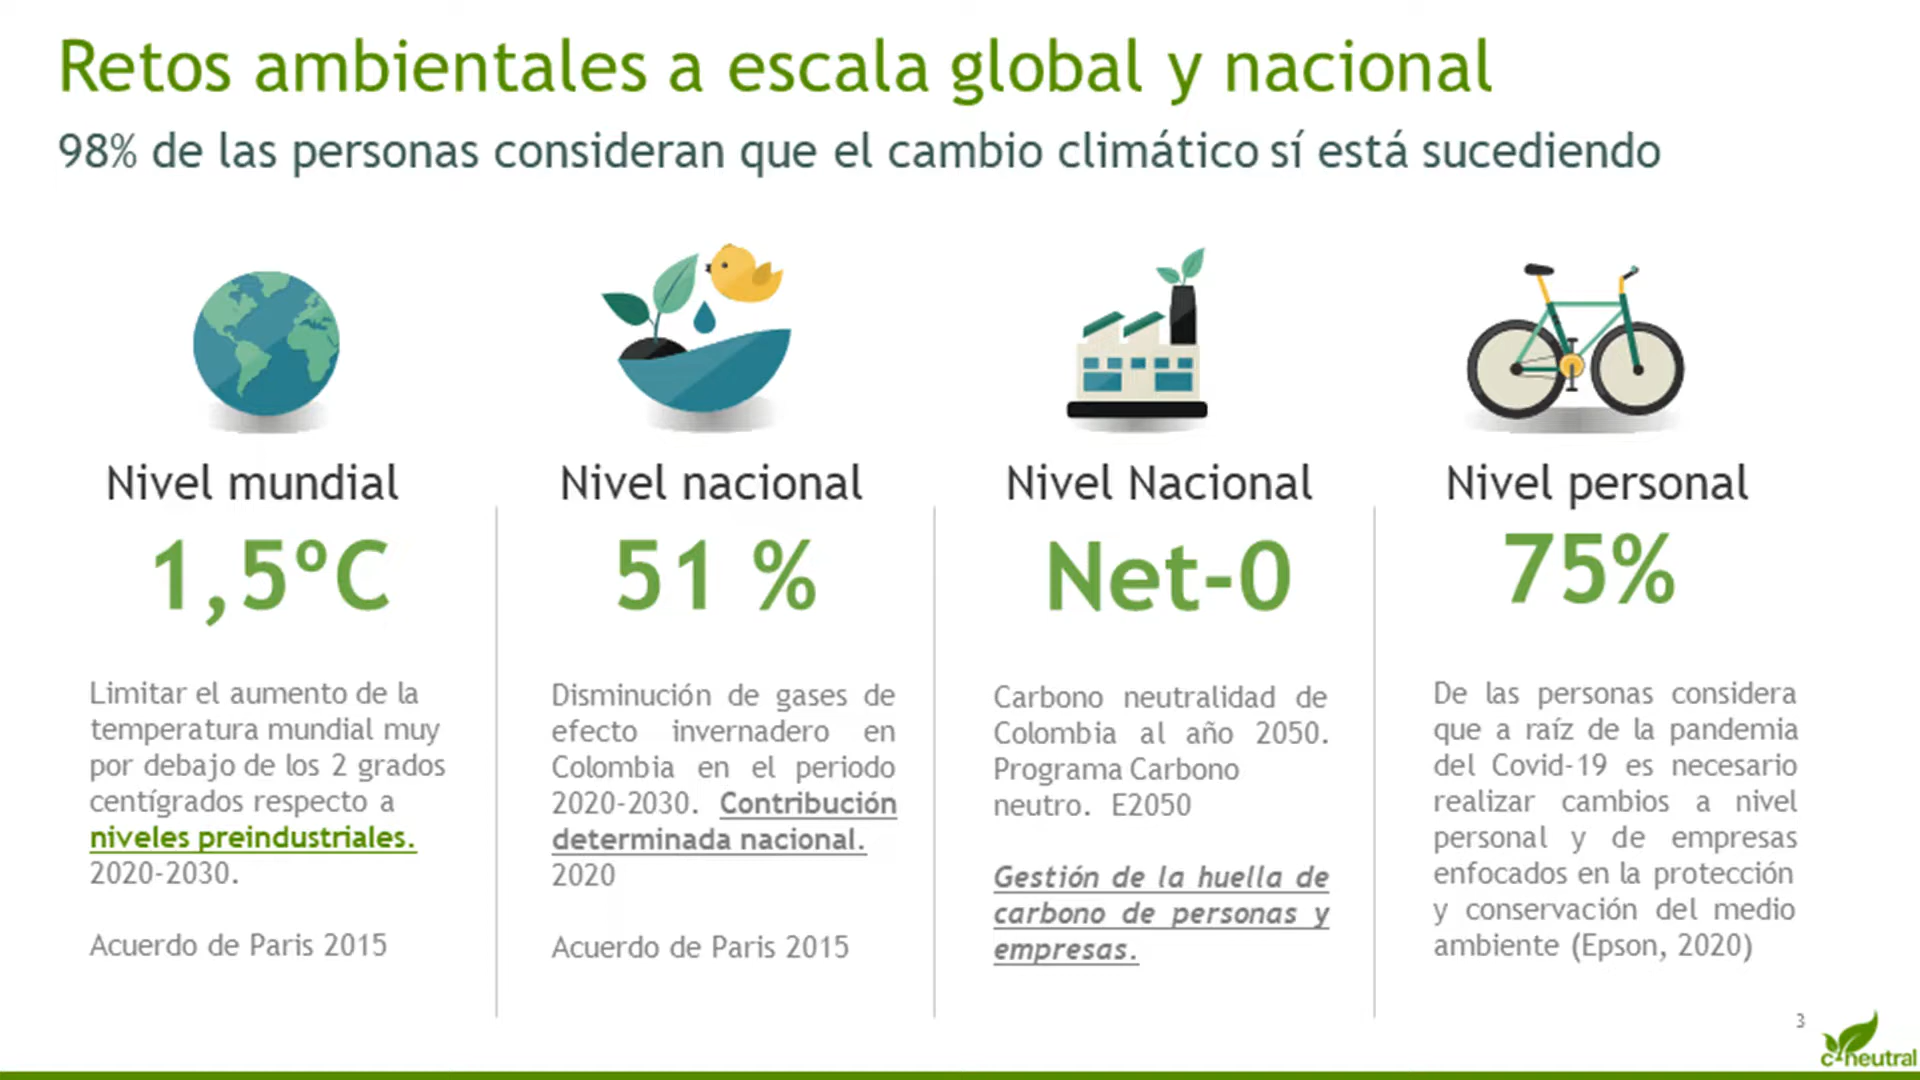 Retos ambientales a escala global y nacional
98% de las personas consideran que el cambio climático sí está sucediendo
Nivel mundial
1,5ºC
Limitar el aumento de la
temperatura mundial muy
por debajo de los 2 grados
centígrados respecto a
niveles preindustriales.
2020-2030.
Acuerdo de Paris 2015
Nivel nacional
51 %
Disminución de gases de
efecto invernadero en
Colombia en el periodo
2020-2030. Contribución
determinada nacional.
2020
Acuerdo de Paris 2015
Nivel Nacional
Net-0
Carbono neutralidad de
Colombia al año 2050.
Programa Carbono
neutro. E2050
Gestión de la huella de
carbono de personas y
empresas.
Nivel personal
75%
De las personas considera
que a raíz de la pandemia
del Covid-19 es necesario
realizar cambios a nivel
personal y de empresas
enfocados en la protección
y conservación del medio
ambiente (Epson, 2020)
3
c-neutral